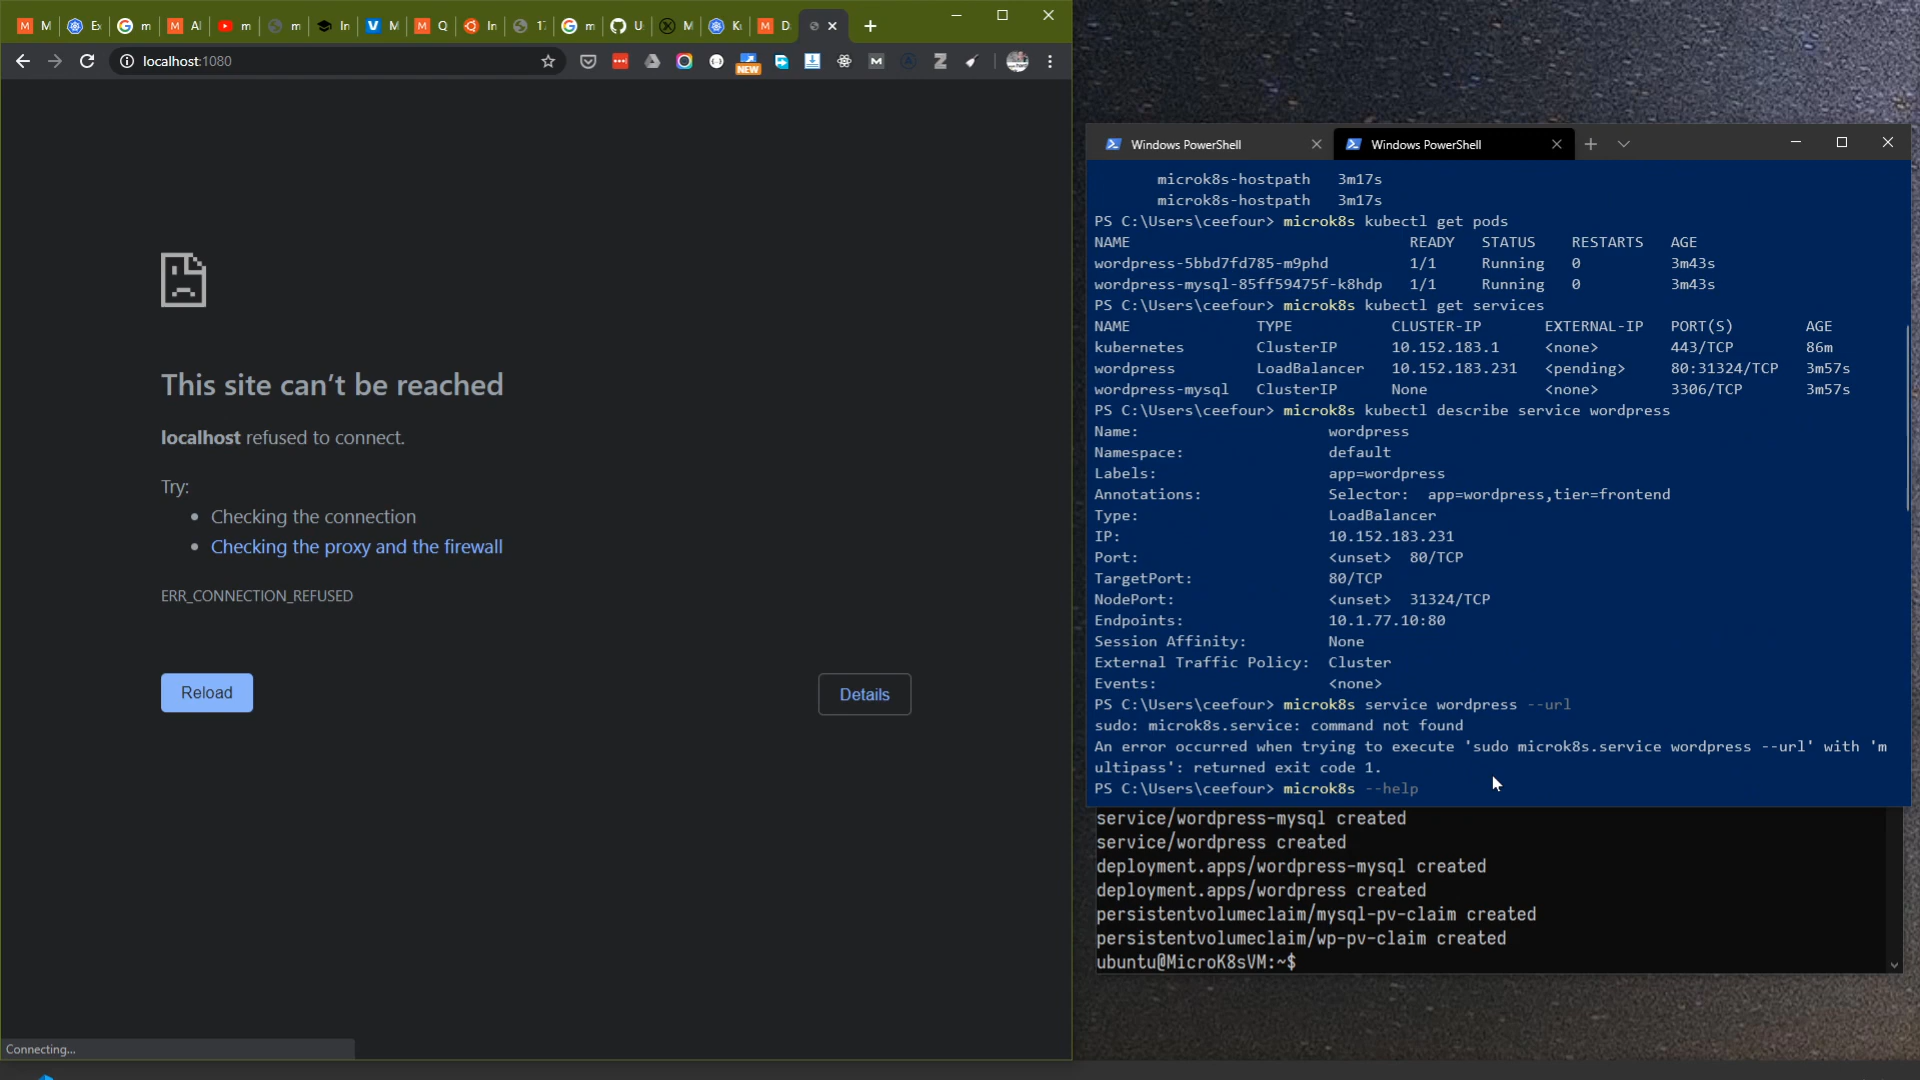 M
Ex
m
Al
m
m
In
M
Q
In
17
m
U
M
Ku
D
localhost:1080
NEW
This site can't be reached
localhost refused to connect.
Try:
Checking the connection
Checking the proxy and the firewall
ERR_CONNECTION_REFUSED
Reload
Details
Connecting...
Windows PowerShell
Windows PowerShell
microk8s-hostpath 3m17s
microk8s-hostpath 3m17s
PS C:\Users\ceefour> microk8s kubectl get pods
NAME READY STATUS RESTARTS AGE
wordpress-5bbd7fd785-m9phd 1/1 Running 0 3m43s
wordpress-mysql-85ff59475f-k8hdp 1/1 Running 0 3m43s
PS C:\Users\ceefour> microk8s kubectl get services
NAME TYPE CLUSTER-IP EXTERNAL-IP PORT(S) AGE
kubernetes ClusterIP 10.152.183.1 <none> 443/TCP 86m
wordpress LoadBalancer 10.152.183.231 <pending> 80:31324/TCP 3m57s
wordpress-mysql ClusterIP None <none> 3306/TCP 3m57s
PS C:\Users\ceefour> microk8s kubectl describe service wordpress
Name: wordpress
Namespace: default
Labels: app=wordpress
Annotations: Selector: app=wordpress,tier=frontend
Type: LoadBalancer
IP: 10.152.183.231
Port: <unset> 80/TCP
TargetPort: 80/TCP
NodePort: <unset> 31324/TCP
Endpoints: 10.1.77.10:80
Session Affinity: None
External Traffic Policy: Cluster
Events: <none>
PS C:\Users\ceefour> microk8s service wordpress --url
sudo: microk8s.service: command not found
An error occurred when trying to execute 'sudo microk8s.service wordpress --url' with 'm
ultipass': returned exit code 1.
PS C:\Users\ceefour> microk8s --help
service/wordpress-mysql created
service/wordpress created
deployment.apps/wordpress-mysql created
deployment.apps/wordpress created
persistentvolumeclaim/mysql-pv-claim created
persistentvolumeclaim/wp-pv-claim created
ubuntu@MicroK8sVM:~$